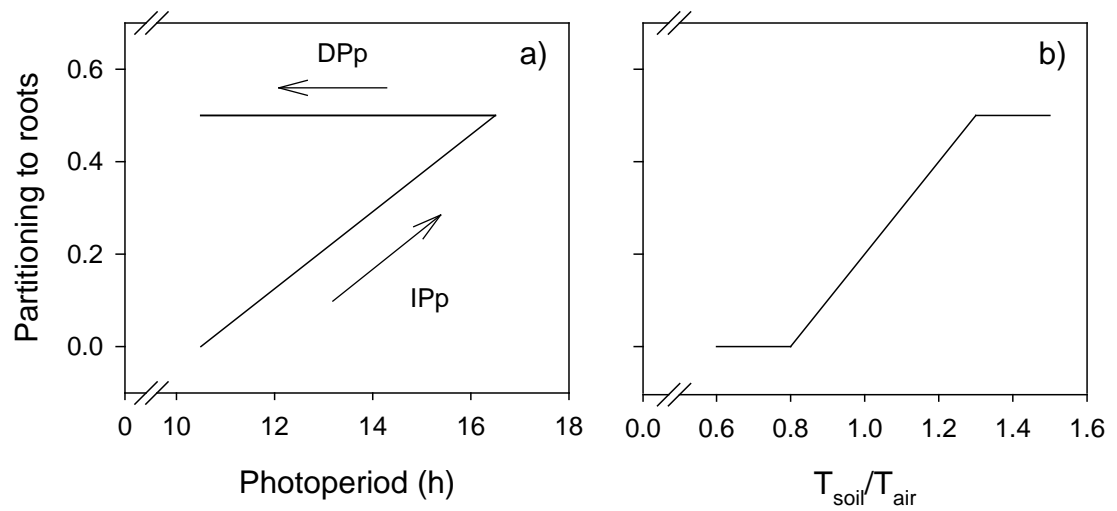 Partitioning to roots
0.6
0.4
0.2
0.0
a)
DPp
IPp
0 10 12 14 16 18
Photoperiod (h)
b)
0.0 0.6 0.8 1.0 1.2 1.4 1.6
Tsoil/Tair